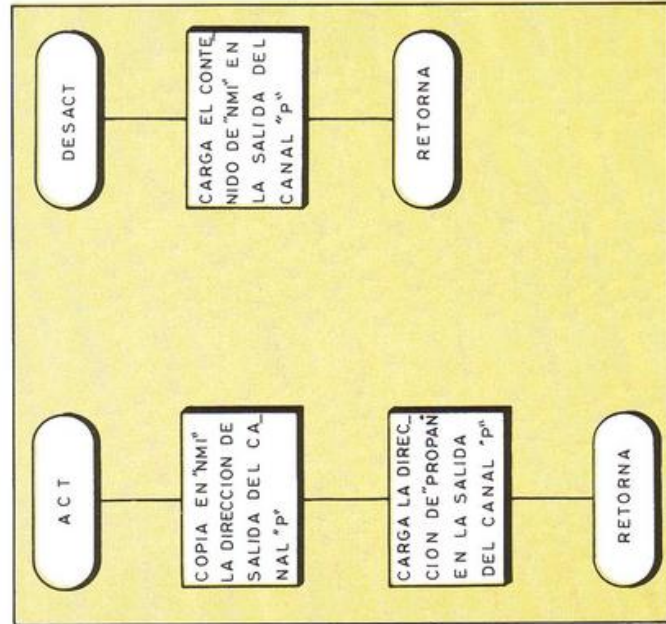 ACT
COPIA EN "NMI"
LA DIRECCION DE
SALIDA DEL CA_
NAL "P"
CARGA LA DIREC_
CION DE "PROPAN"
EN LA SALIDA
DEL CANAL "P"
RETORNA
DESACT
CARGA EL CONTE_
NIDO DE "NMI" EN
LA SALIDA DEL
CANAL "P"
RETORNA